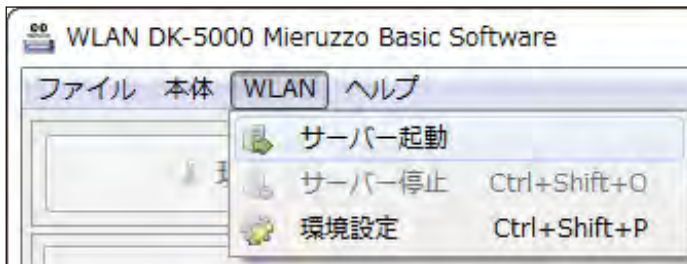 WLAN DK-5000 Mieruzzo Basic Software
ファイル 本体 WLAN ヘルプ
サーバー起動
サーバー停止 Ctrl+Shift+O
環境設定 Ctrl+Shift+P